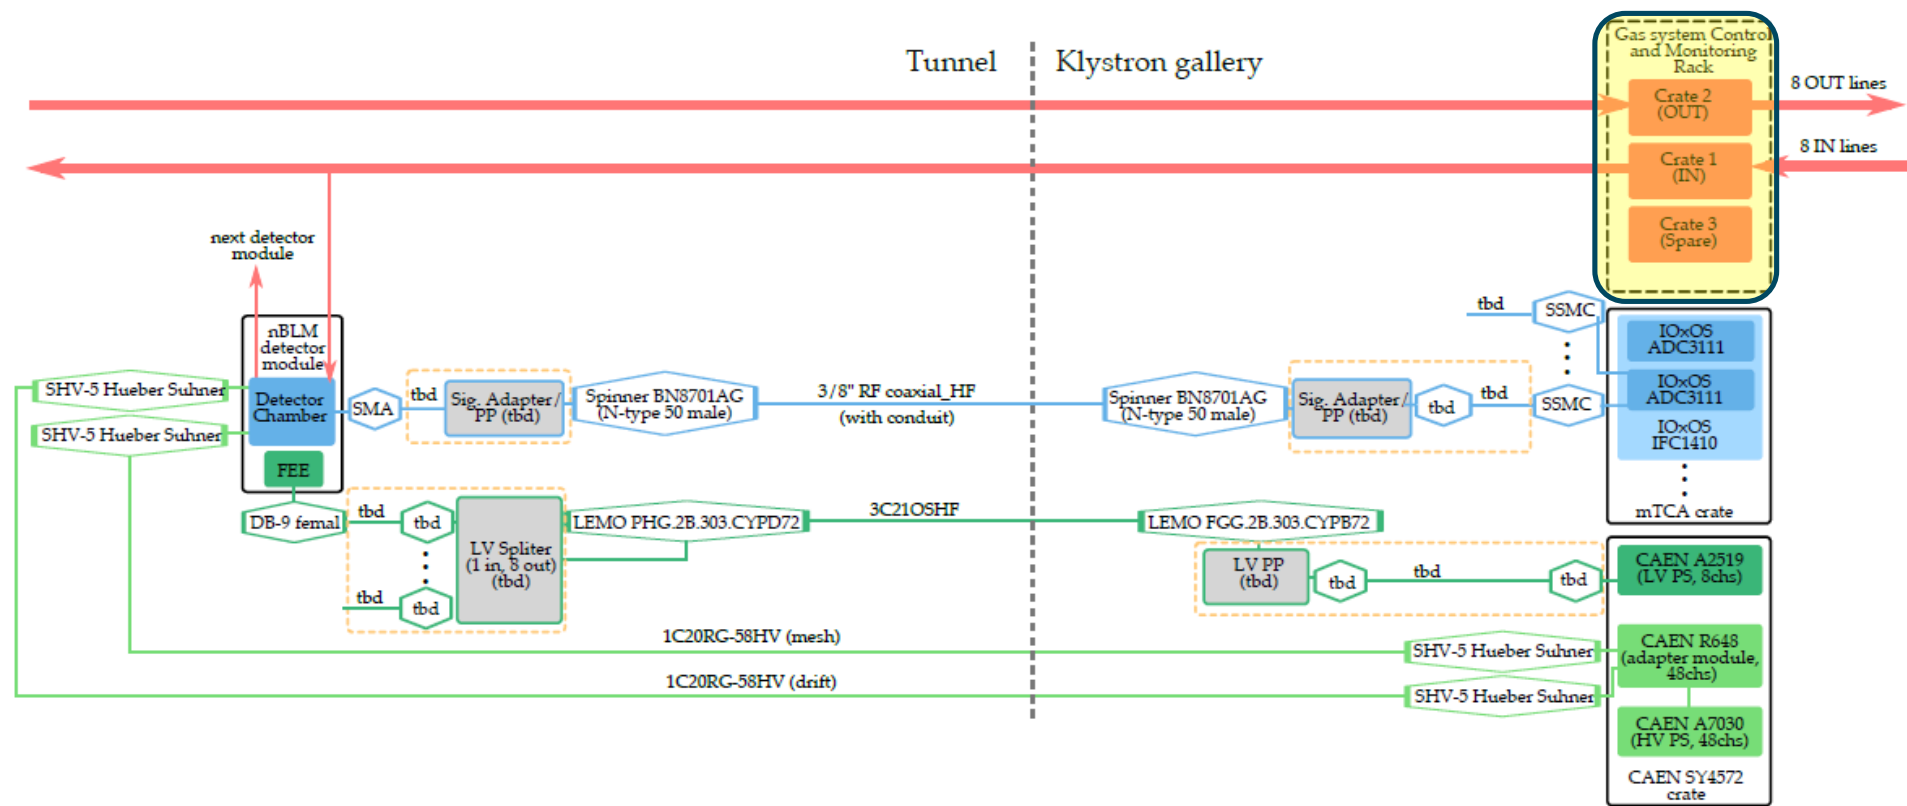 Tunnel
Klystron gallery
Gas system Control
and Monitoring
Rack
Crate 2
(OUT)
8 OUT lines
Crate 1
(IN)
8 IN lines
Crate 3
(Spare)
next detector
module
nBLM
detector
module
SHV-5 Hueber Suhner
SHV-5 Hueber Suhner
Detector
Chamber
FEE
SMA
tbd
Sig. Adapter/
PP (tbd)
Spinner BN8701AG
(N-type 50 male)
3/8" RF coaxial_HF
(with conduit)
Spinner BN8701AG
(N-type 50 male)
Sig. Adapter/
PP (tbd)
tbd
tbd
tbd
SSMC
SSMC
IOxOS
ADC3111
IOxOS
ADC3111
IOxOS
IFC1410
mTCA crate
DB-9 femal
tbd
tbd
tbd
tbd
LV Spliter
(1 in, 8 out)
(tbd)
LEMO PHG.2B.303.CYPD72
3C21OSHF
LEMO FGG.2B.303.CYPB72
LV PP
(tbd)
tbd
tbd
tbd
CAEN A2519
(LV PS, 8chs)
1C20RG-58HV (mesh)
SHV-5 Hueber Suhner
1C20RG-58HV (drift)
SHV-5 Hueber Suhner
CAEN R648
(adapter module,
48chs)
CAEN A7030
(HV PS, 48chs)
CAEN SY4572
crate